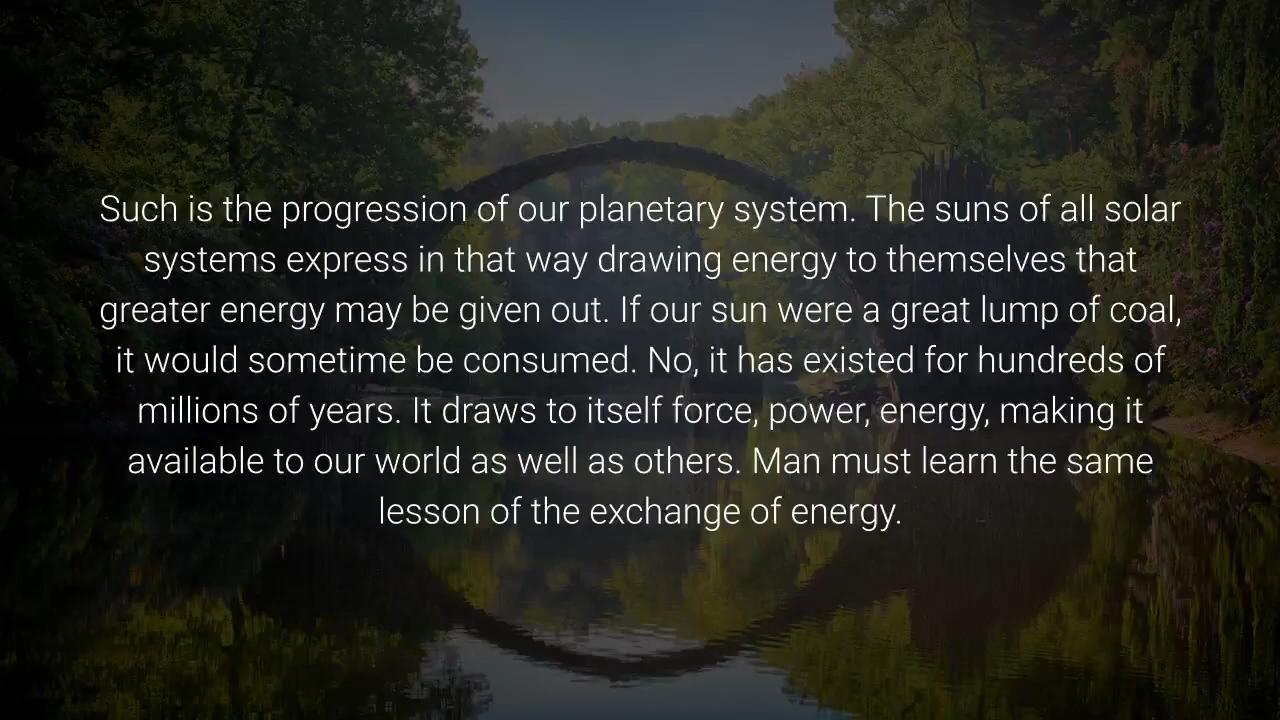 Such is the progression of our planetary system. The suns of all solar
systems express in that way drawing energy to themselves that
greater energy may be given out. If our sun were a great lump of coal,
it would sometime be consumed. No, it has existed for hundreds of
millions of years. It draws to itself force, power, energy, making it
available to our world as well as others. Man must learn the same
lesson of the exchange of energy.